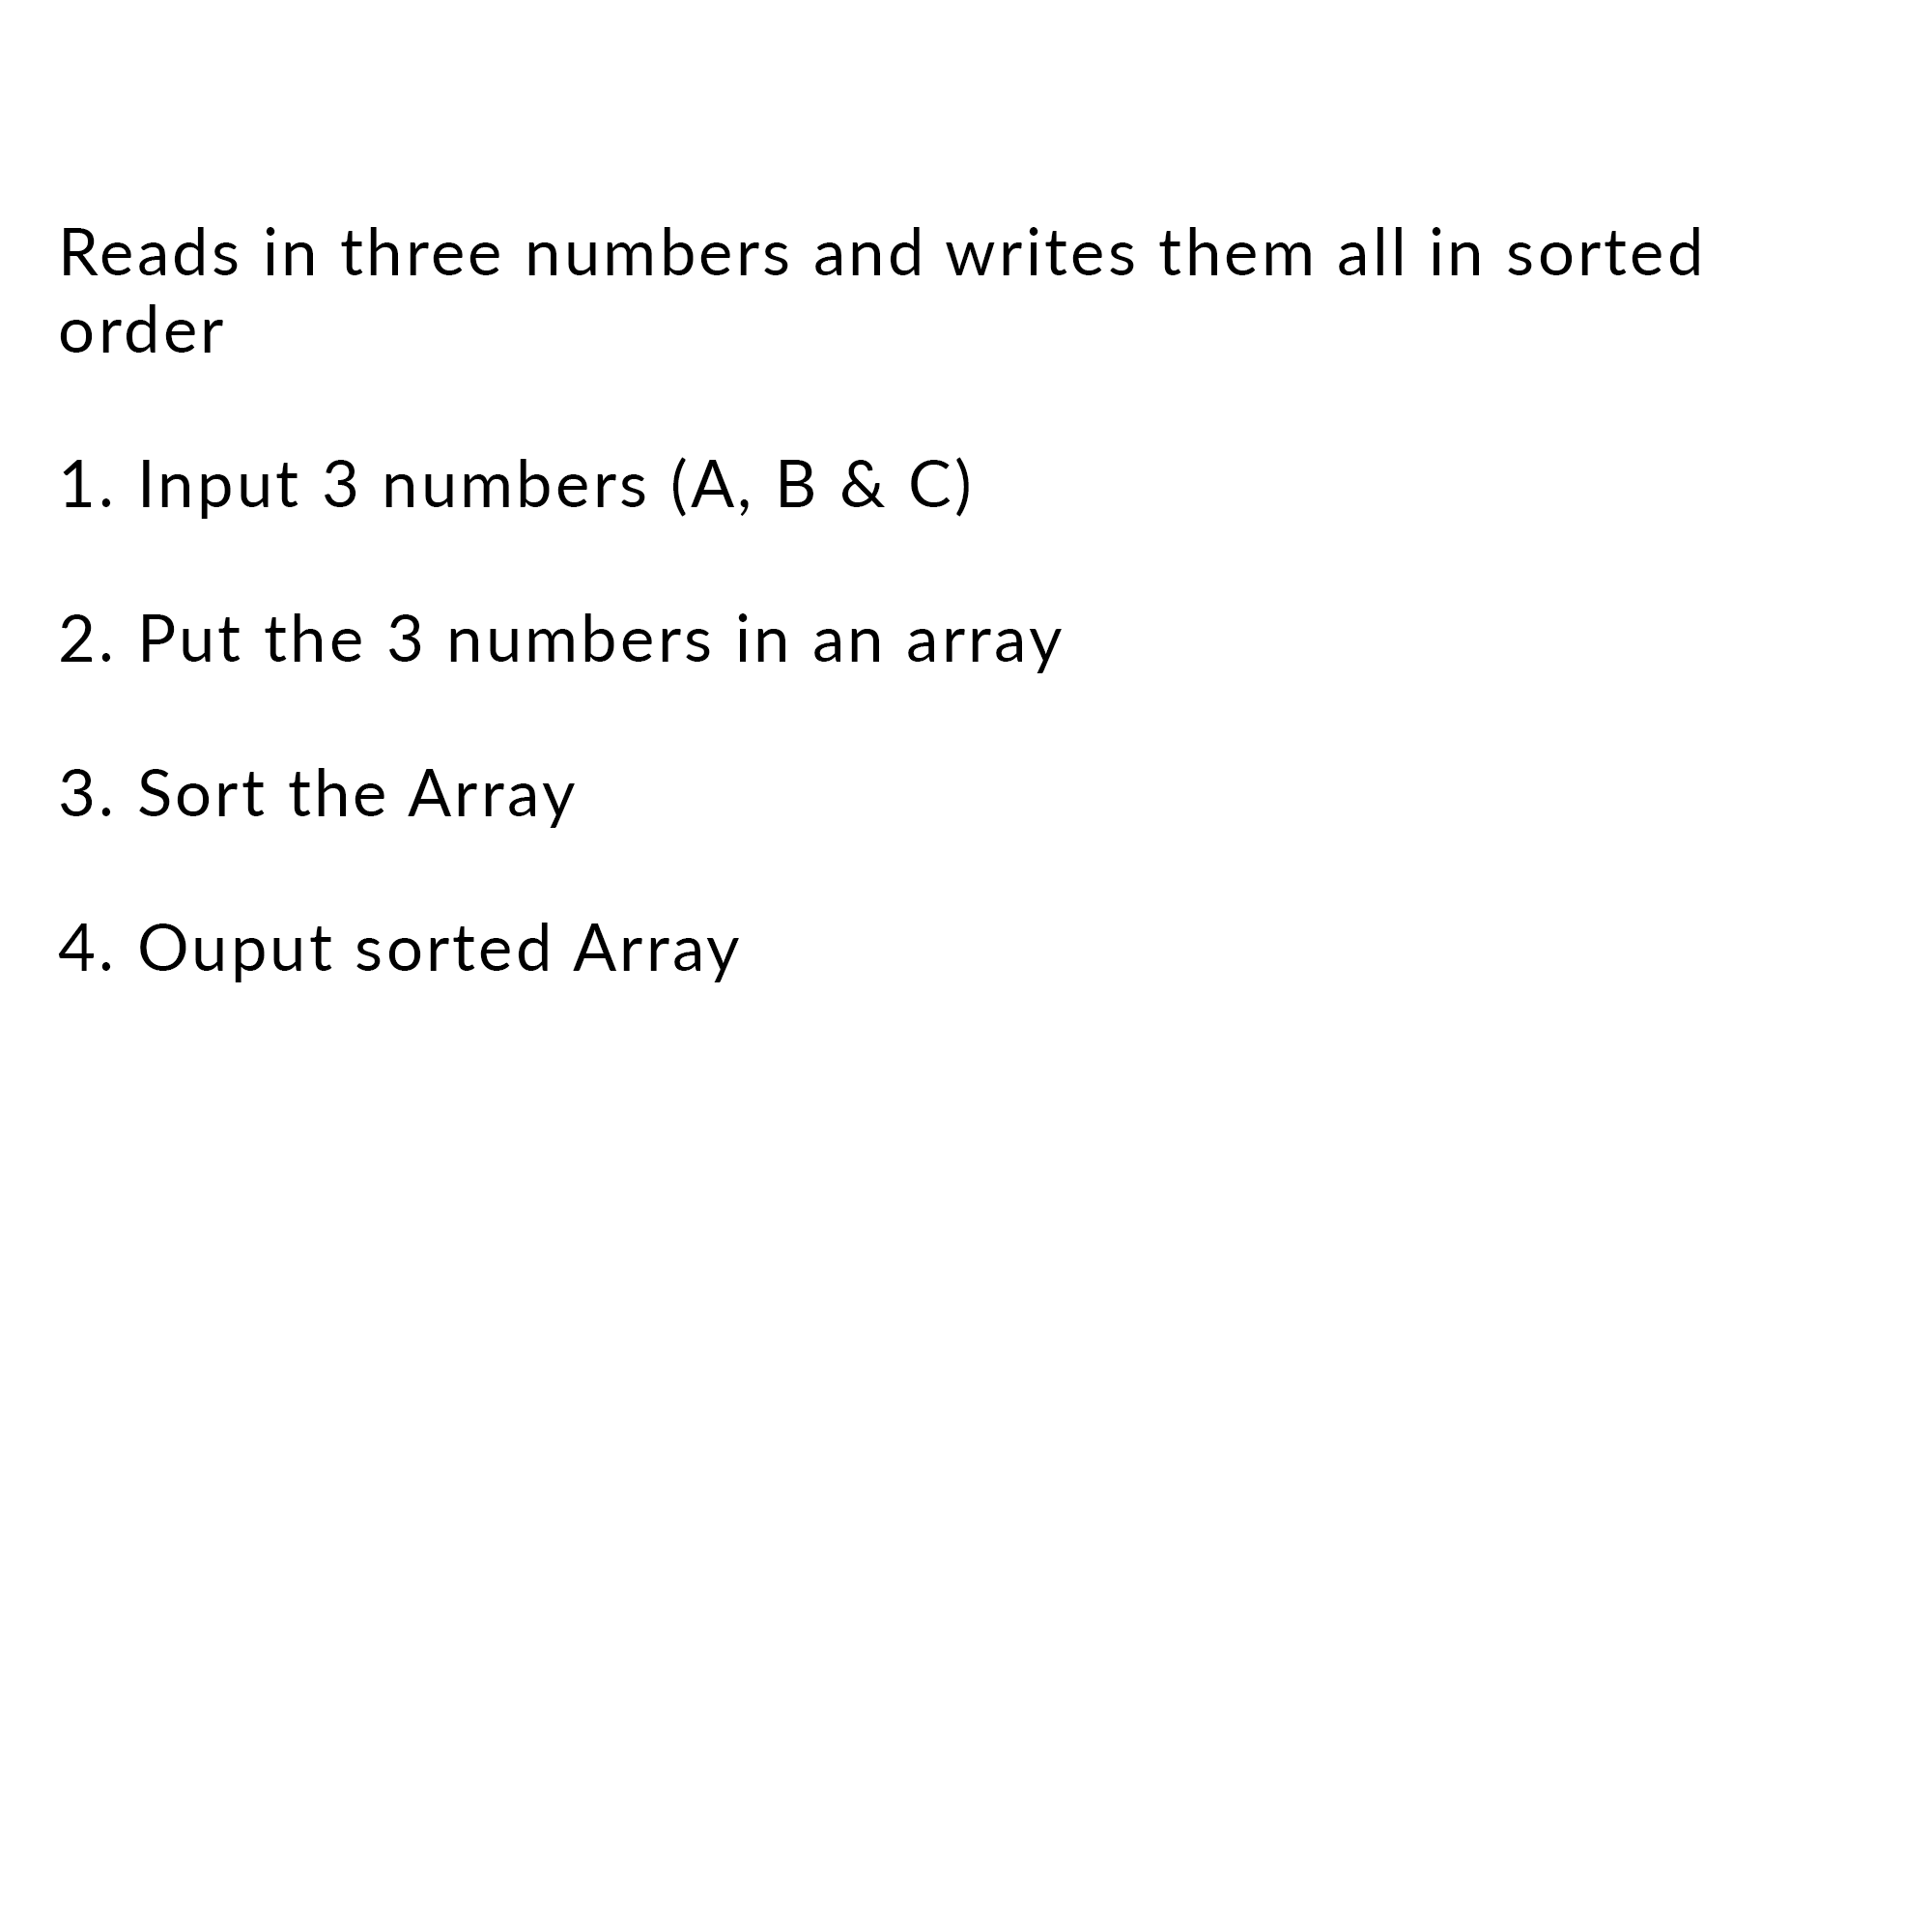 Reads in three numbers and writes them all in sorted
order
1. Input 3 numbers (A, B & C)
2. Put the 3 numbers in an array
3. Sort the Array
4. Ouput sorted Array